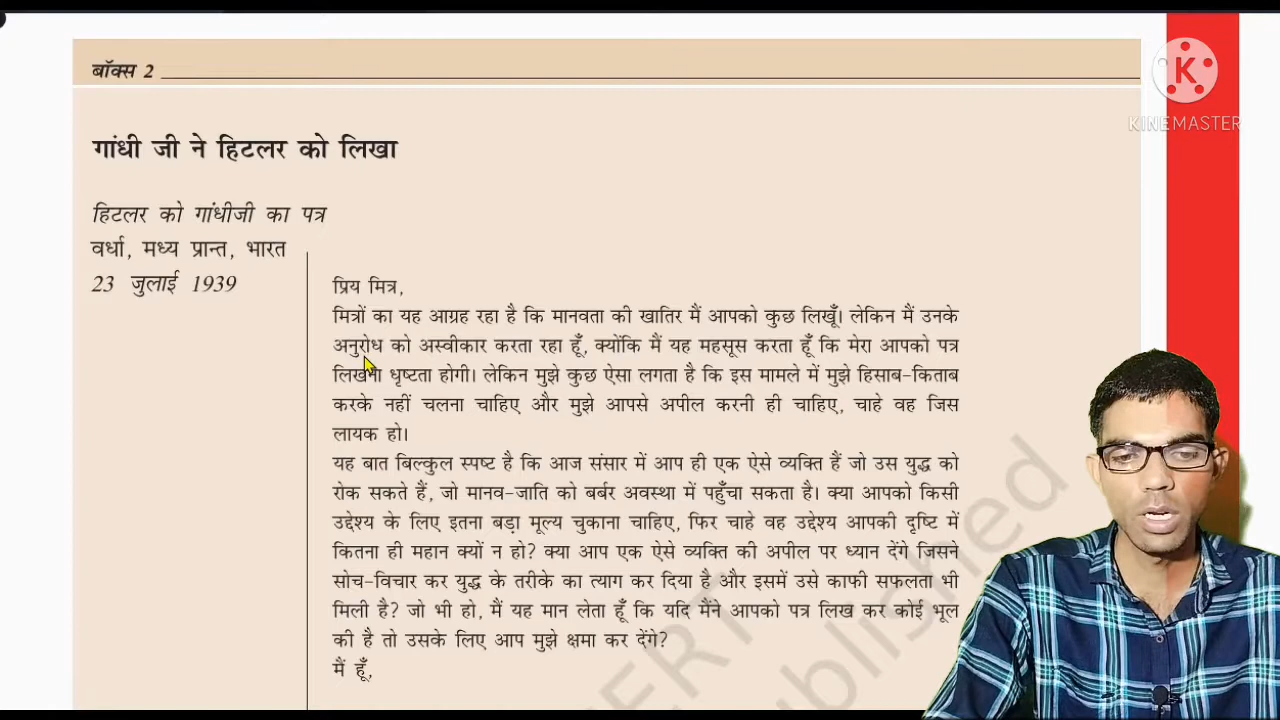 बॉक्स 2
KINEMASTER
गांधी जी ने हिटलर को लिखा
हिटलर को गांधीजी का पत्र
वर्धा, मध्य प्रान्त, भारत
23 जुलाई 1939
प्रिय मित्र,
मित्रों का यह आग्रह रहा है कि मानवता की खातिर मैं आपको कुछ लिखूँ। लेकिन मैं उनके
अनुरोध को अस्वीकार करता रहा हूँ, क्योंकि मैं यह महसूस करता हूँ कि मेरा आपको पत्र
लिखना धृष्टता होगी। लेकिन मुझे कुछ ऐसा लगता है कि इस मामले में मुझे हिसाब-किताब
करके नहीं चलना चाहिए और मुझे आपसे अपील करनी ही चाहिए, चाहे वह जिस
लायक हो।
यह बात बिल्कुल स्पष्ट है कि आज संसार में आप ही एक ऐसे व्यक्ति हैं जो उस युद्ध को
रोक सकते हैं, जो मानव-जाति को बर्बर अवस्था में पहुँचा सकता है। क्या आपको किसी
उद्देश्य के लिए इतना बड़ा मूल्य चुकाना चाहिए, फिर चाहे वह उद्देश्य आपकी दृष्टि में
कितना ही महान क्यों न हो? क्या आप एक ऐसे व्यक्ति की अपील पर ध्यान देंगे जिसने
सोच-विचार कर युद्ध के तरीके का त्याग कर दिया है और इसमें उसे काफी सफलता भी
मिली है? जो भी हो, मैं यह मान लेता हूँ कि यदि मैंने आपको पत्र लिख कर कोई भूल
की है तो उसके लिए आप मुझे क्षमा कर देंगे?
मैं हूँ,